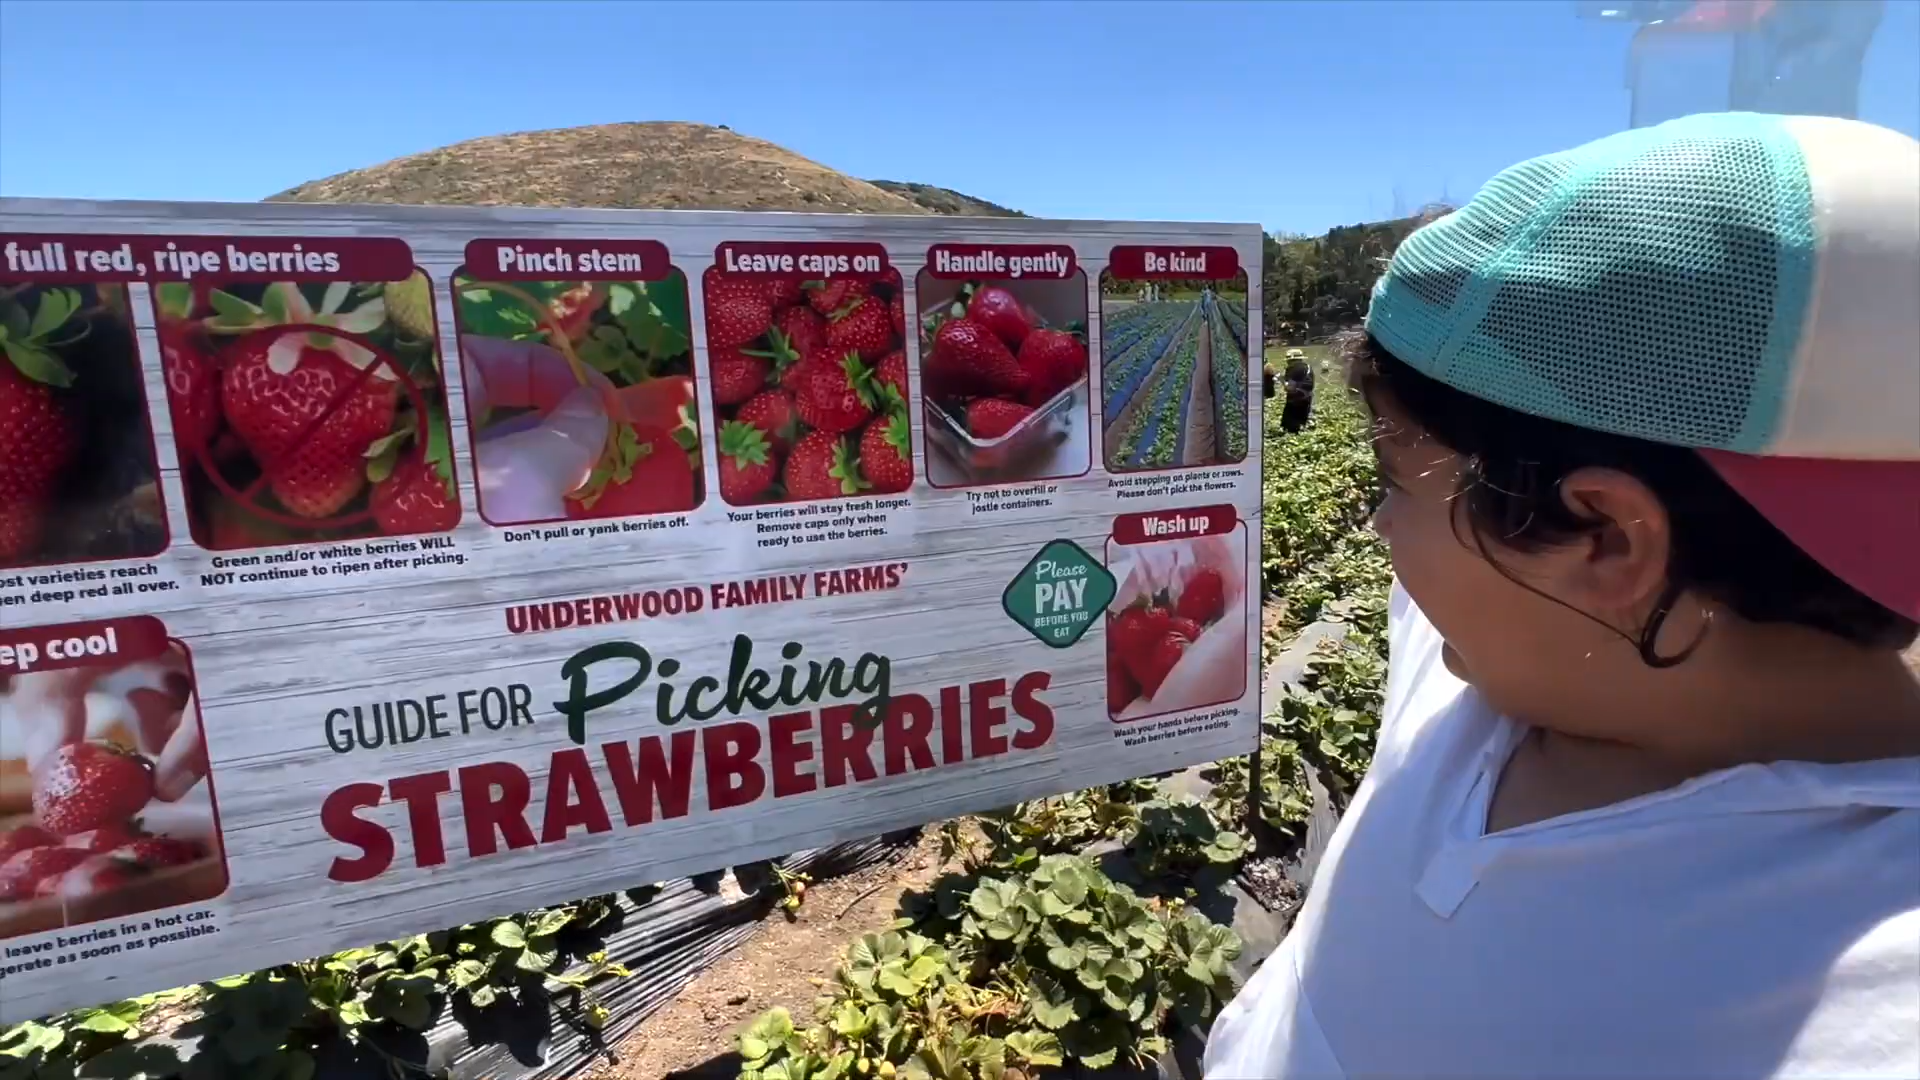 full red, ripe berries
Pinch stem
Leave caps on
Handle gently
Be kind
varieties reach
deep red all over.
Green and/or white berries WILL
NOT continue to ripen after picking.
Don't pull or yank berries off.
Your berries will stay fresh longer.
Remove caps only when
ready to use the berries.
Try not to overfill or
jostle containers.
Avoid stepping on plants or rows.
Please don't pick the flowers.
Wash up
Wash your hands before picking.
Wash berries before eating.
Please
PAY
BEFORE YOU
EAT
UNDERWOOD FAMILY FARMS'
GUIDE FOR Picking
STRAWBERRIES
cool
leave berries in a hot car.
as soon as possible.